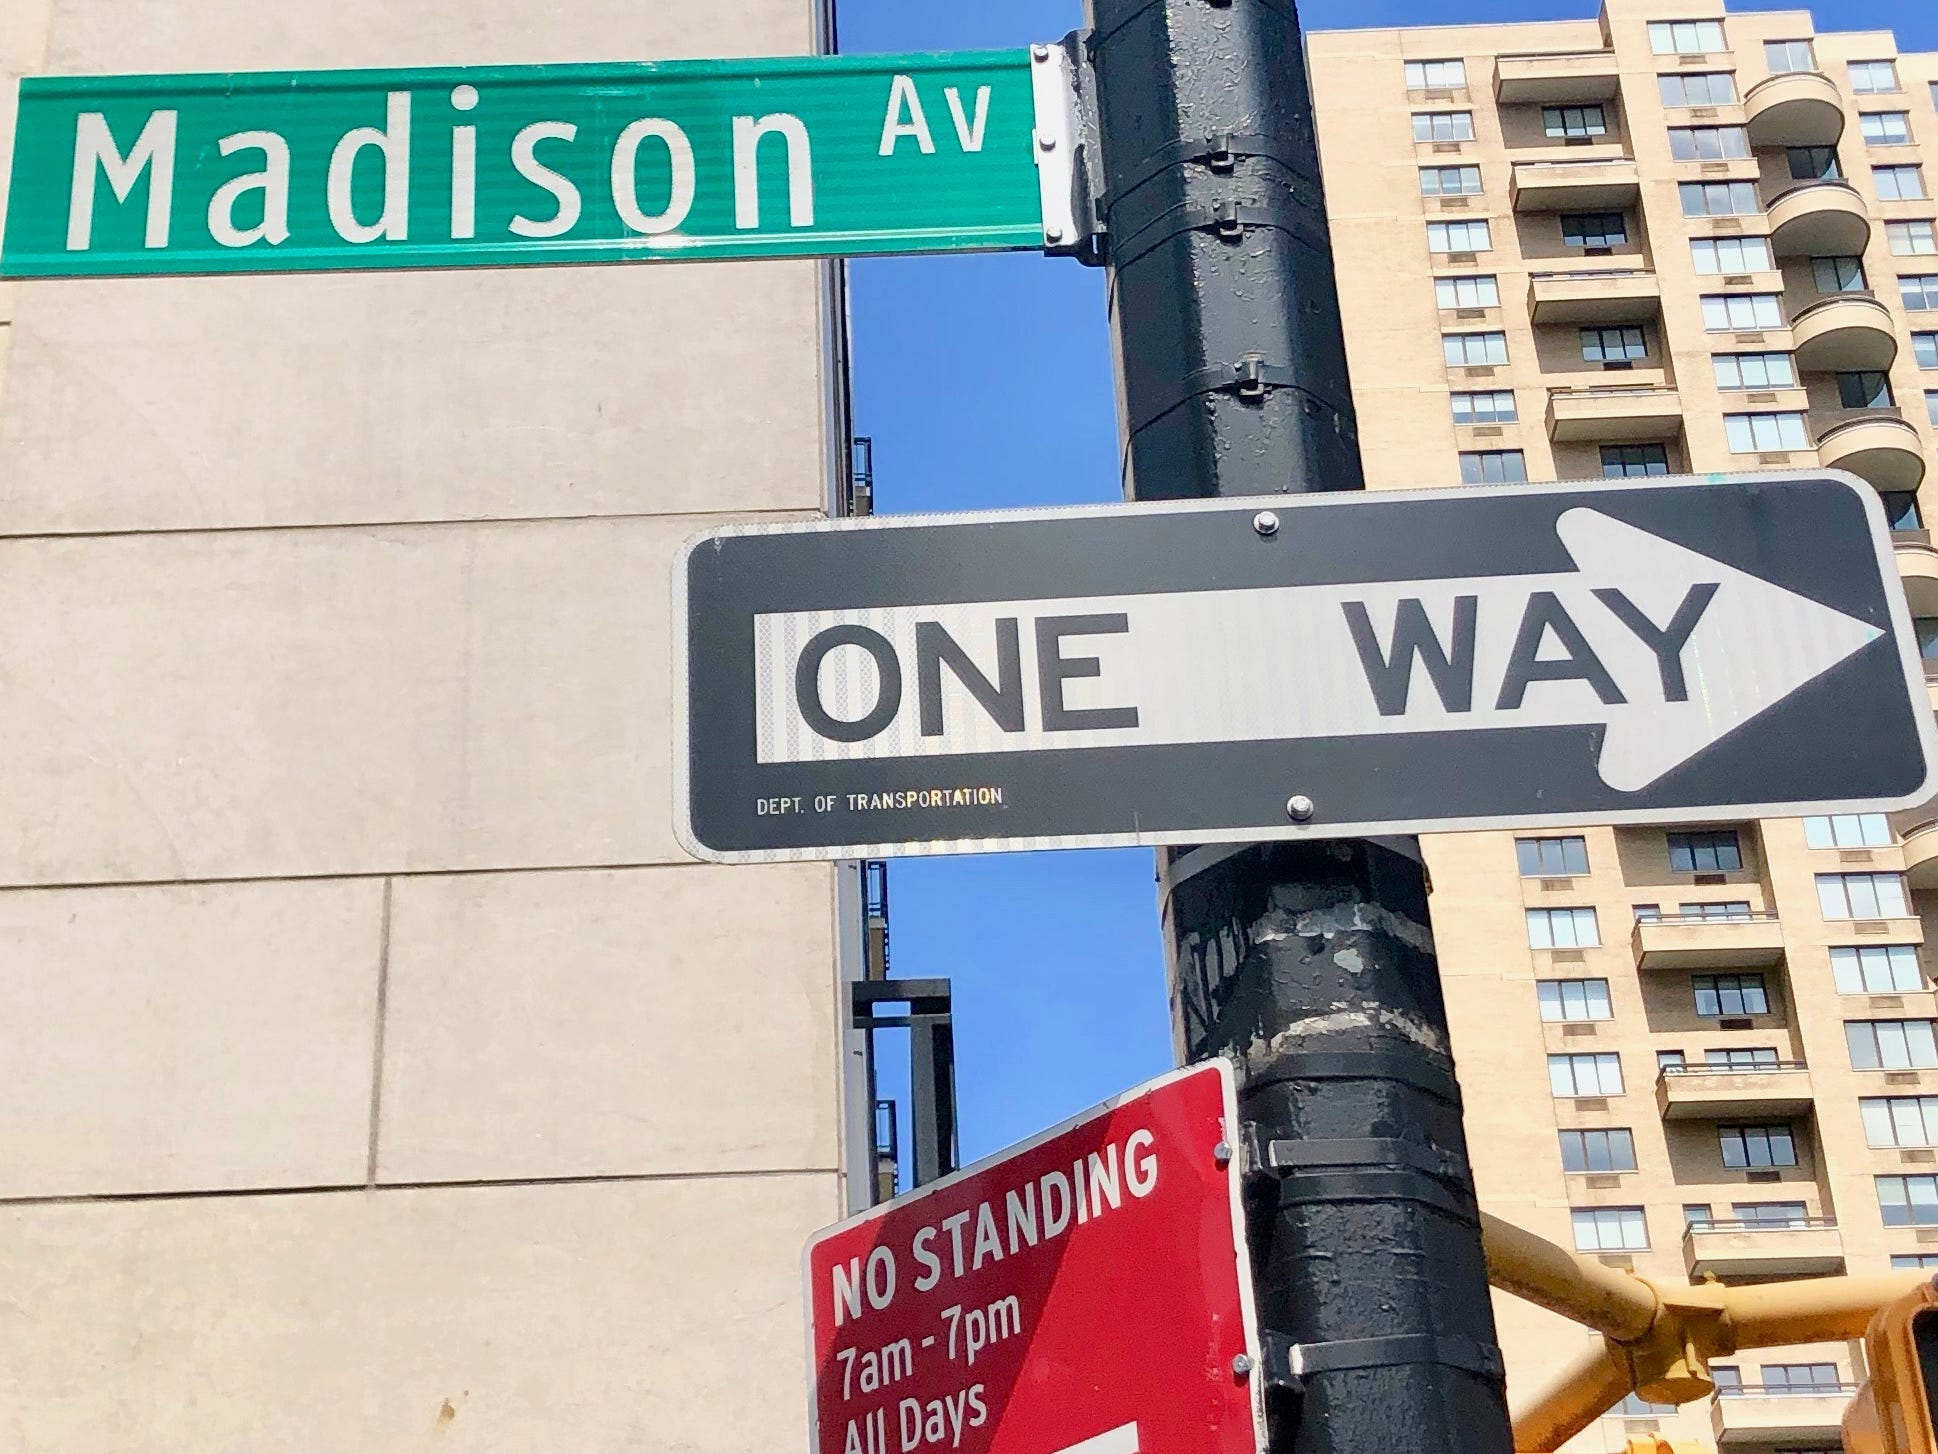 Madison Av
ONE WAY
DEPT. OF TRANSPORTATION
NO STANDING
7am - 7pm
All Days